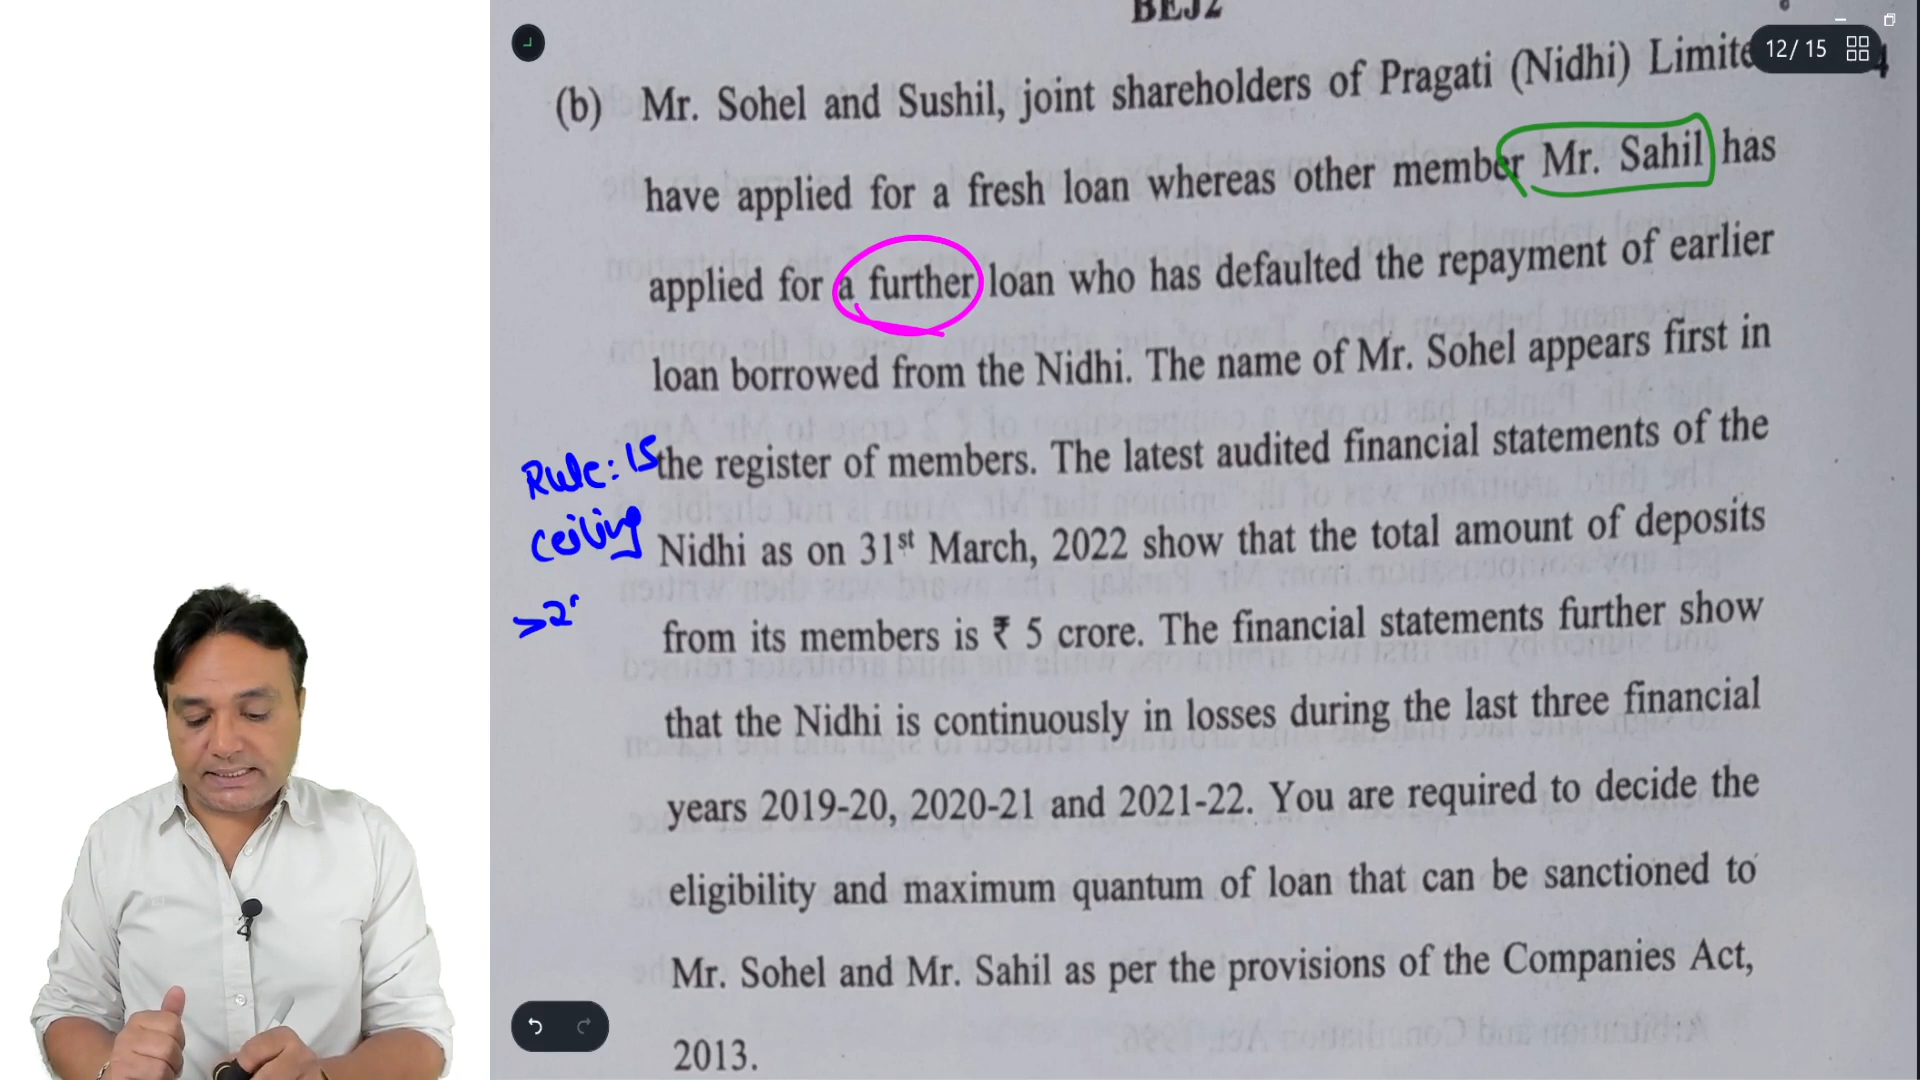 12/ 15
(b) Mr. Sohel and Sushil, joint shareholders of Pragati (Nidhi)
have applied for a fresh loan whereas other member Mr. Sahil has
applied for a further loan who has defaulted the repayment of earlier
loan borrowed from the Nidhi. The name of Mr. Sohel appears first in
the register of members. The latest audited financial statements of the
Nidhi as on 31st March, 2022 show that the total amount of deposits
from its members is ₹ 5 crore. The financial statements further show
that the Nidhi is continuously in losses during the last three financial
years 2019-20, 2020-21 and 2021-22. You are required to decide the
eligibility and maximum quantum of loan that can be sanctioned to
Mr. Sohel and Mr. Sahil as per the provisions of the Companies Act,
2013.
Rule: 15
ceiling